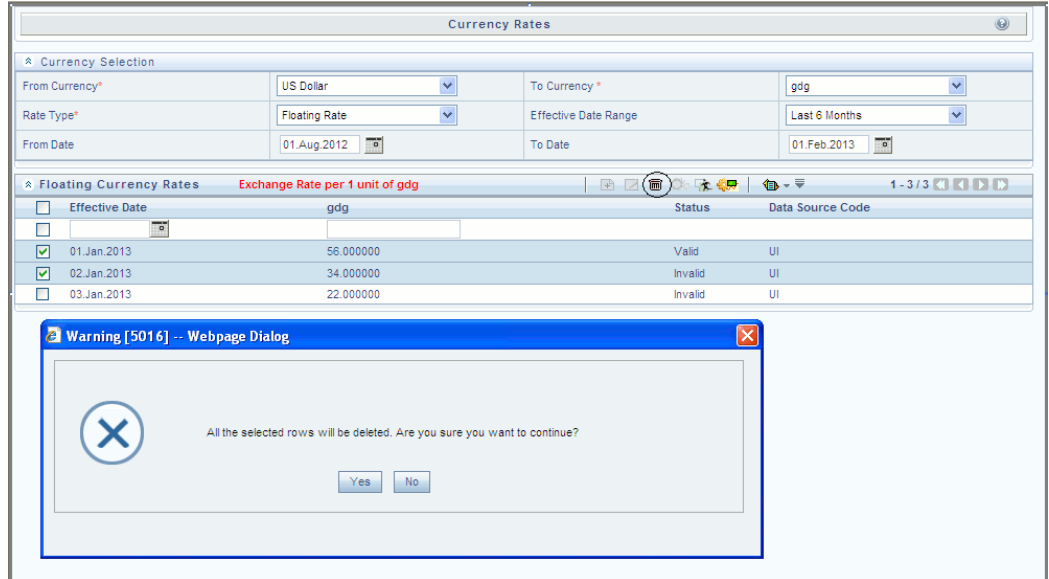 Currency Rates
Currency Selection
From Currency* US Dollar To Currency * gdg
Rate Type* Floating Rate Effective Date Range Last 6 Months
From Date 01.Aug.2012 To Date 01.Feb.2013
Floating Currency Rates Exchange Rate per 1 unit of gdg 1 - 3 / 3
Effective Date gdg Status Data Source Code
01.Jan.2013 56.000000 Valid UI
02.Jan.2013 34.000000 Invalid UI
03.Jan.2013 22.000000 Invalid UI
Warning [5016] -- Webpage Dialog
All the selected rows will be deleted. Are you sure you want to continue?
Yes No